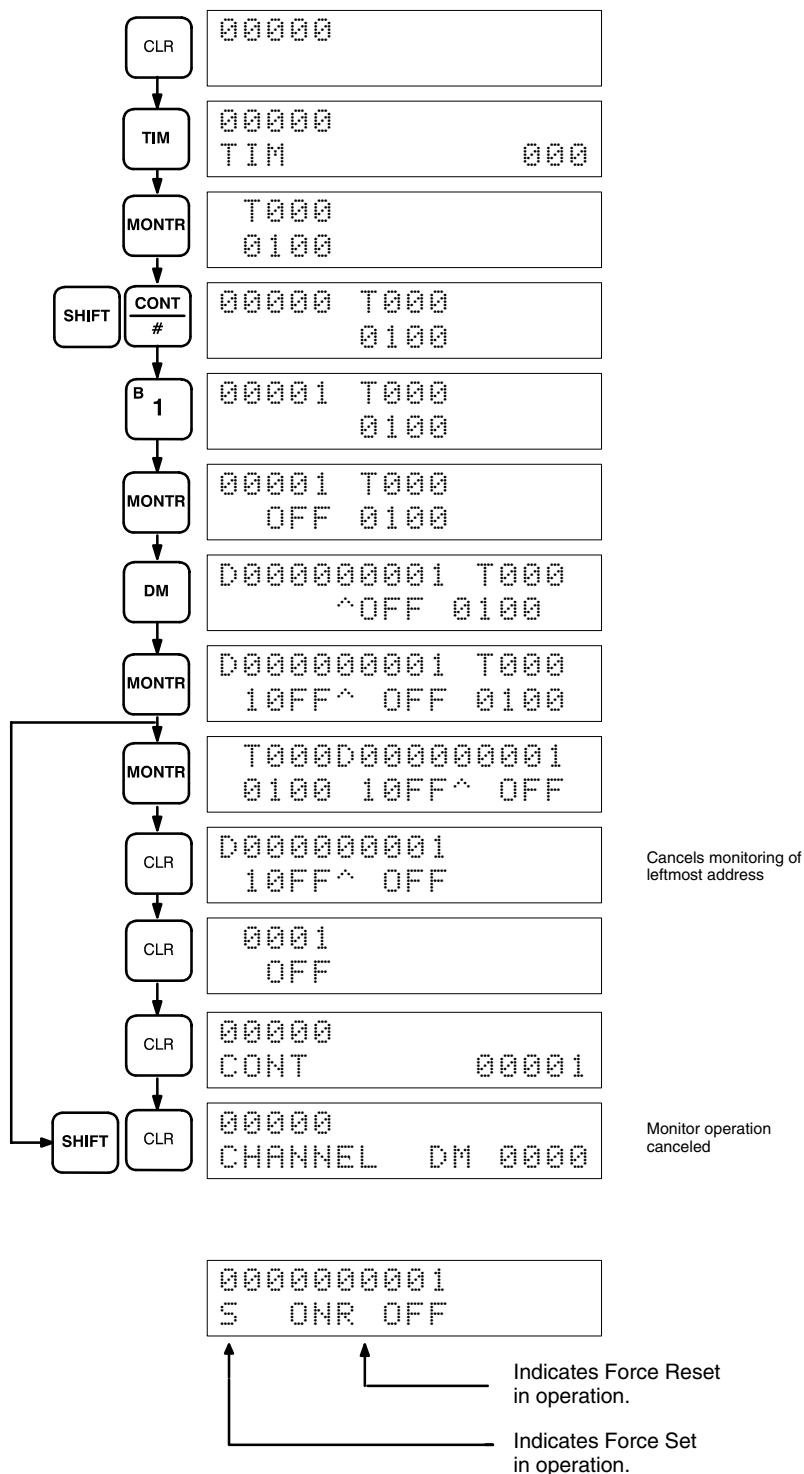 CLR
00000
TIM
00000
TIM 000
MONTR
T000
0100
SHIFT
CONT
#
00000 T000
0100
B 1
00001 T000
0100
MONTR
00001 T000
OFF 0100
DM
D000000001 T000
^OFF 0100
MONTR
D000000001 T000
10FF^ OFF 0100
MONTR
T000D000000001
0100 10FF^ OFF
CLR
D000000001
10FF^ OFF
Cancels monitoring of
leftmost address
CLR
0001
OFF
CLR
00000
CONT 00001
SHIFT
CLR
00000
CHANNEL DM 0000
Monitor operation
canceled
0000000001
S ONR OFF
Indicates Force Reset
in operation.
Indicates Force Set
in operation.